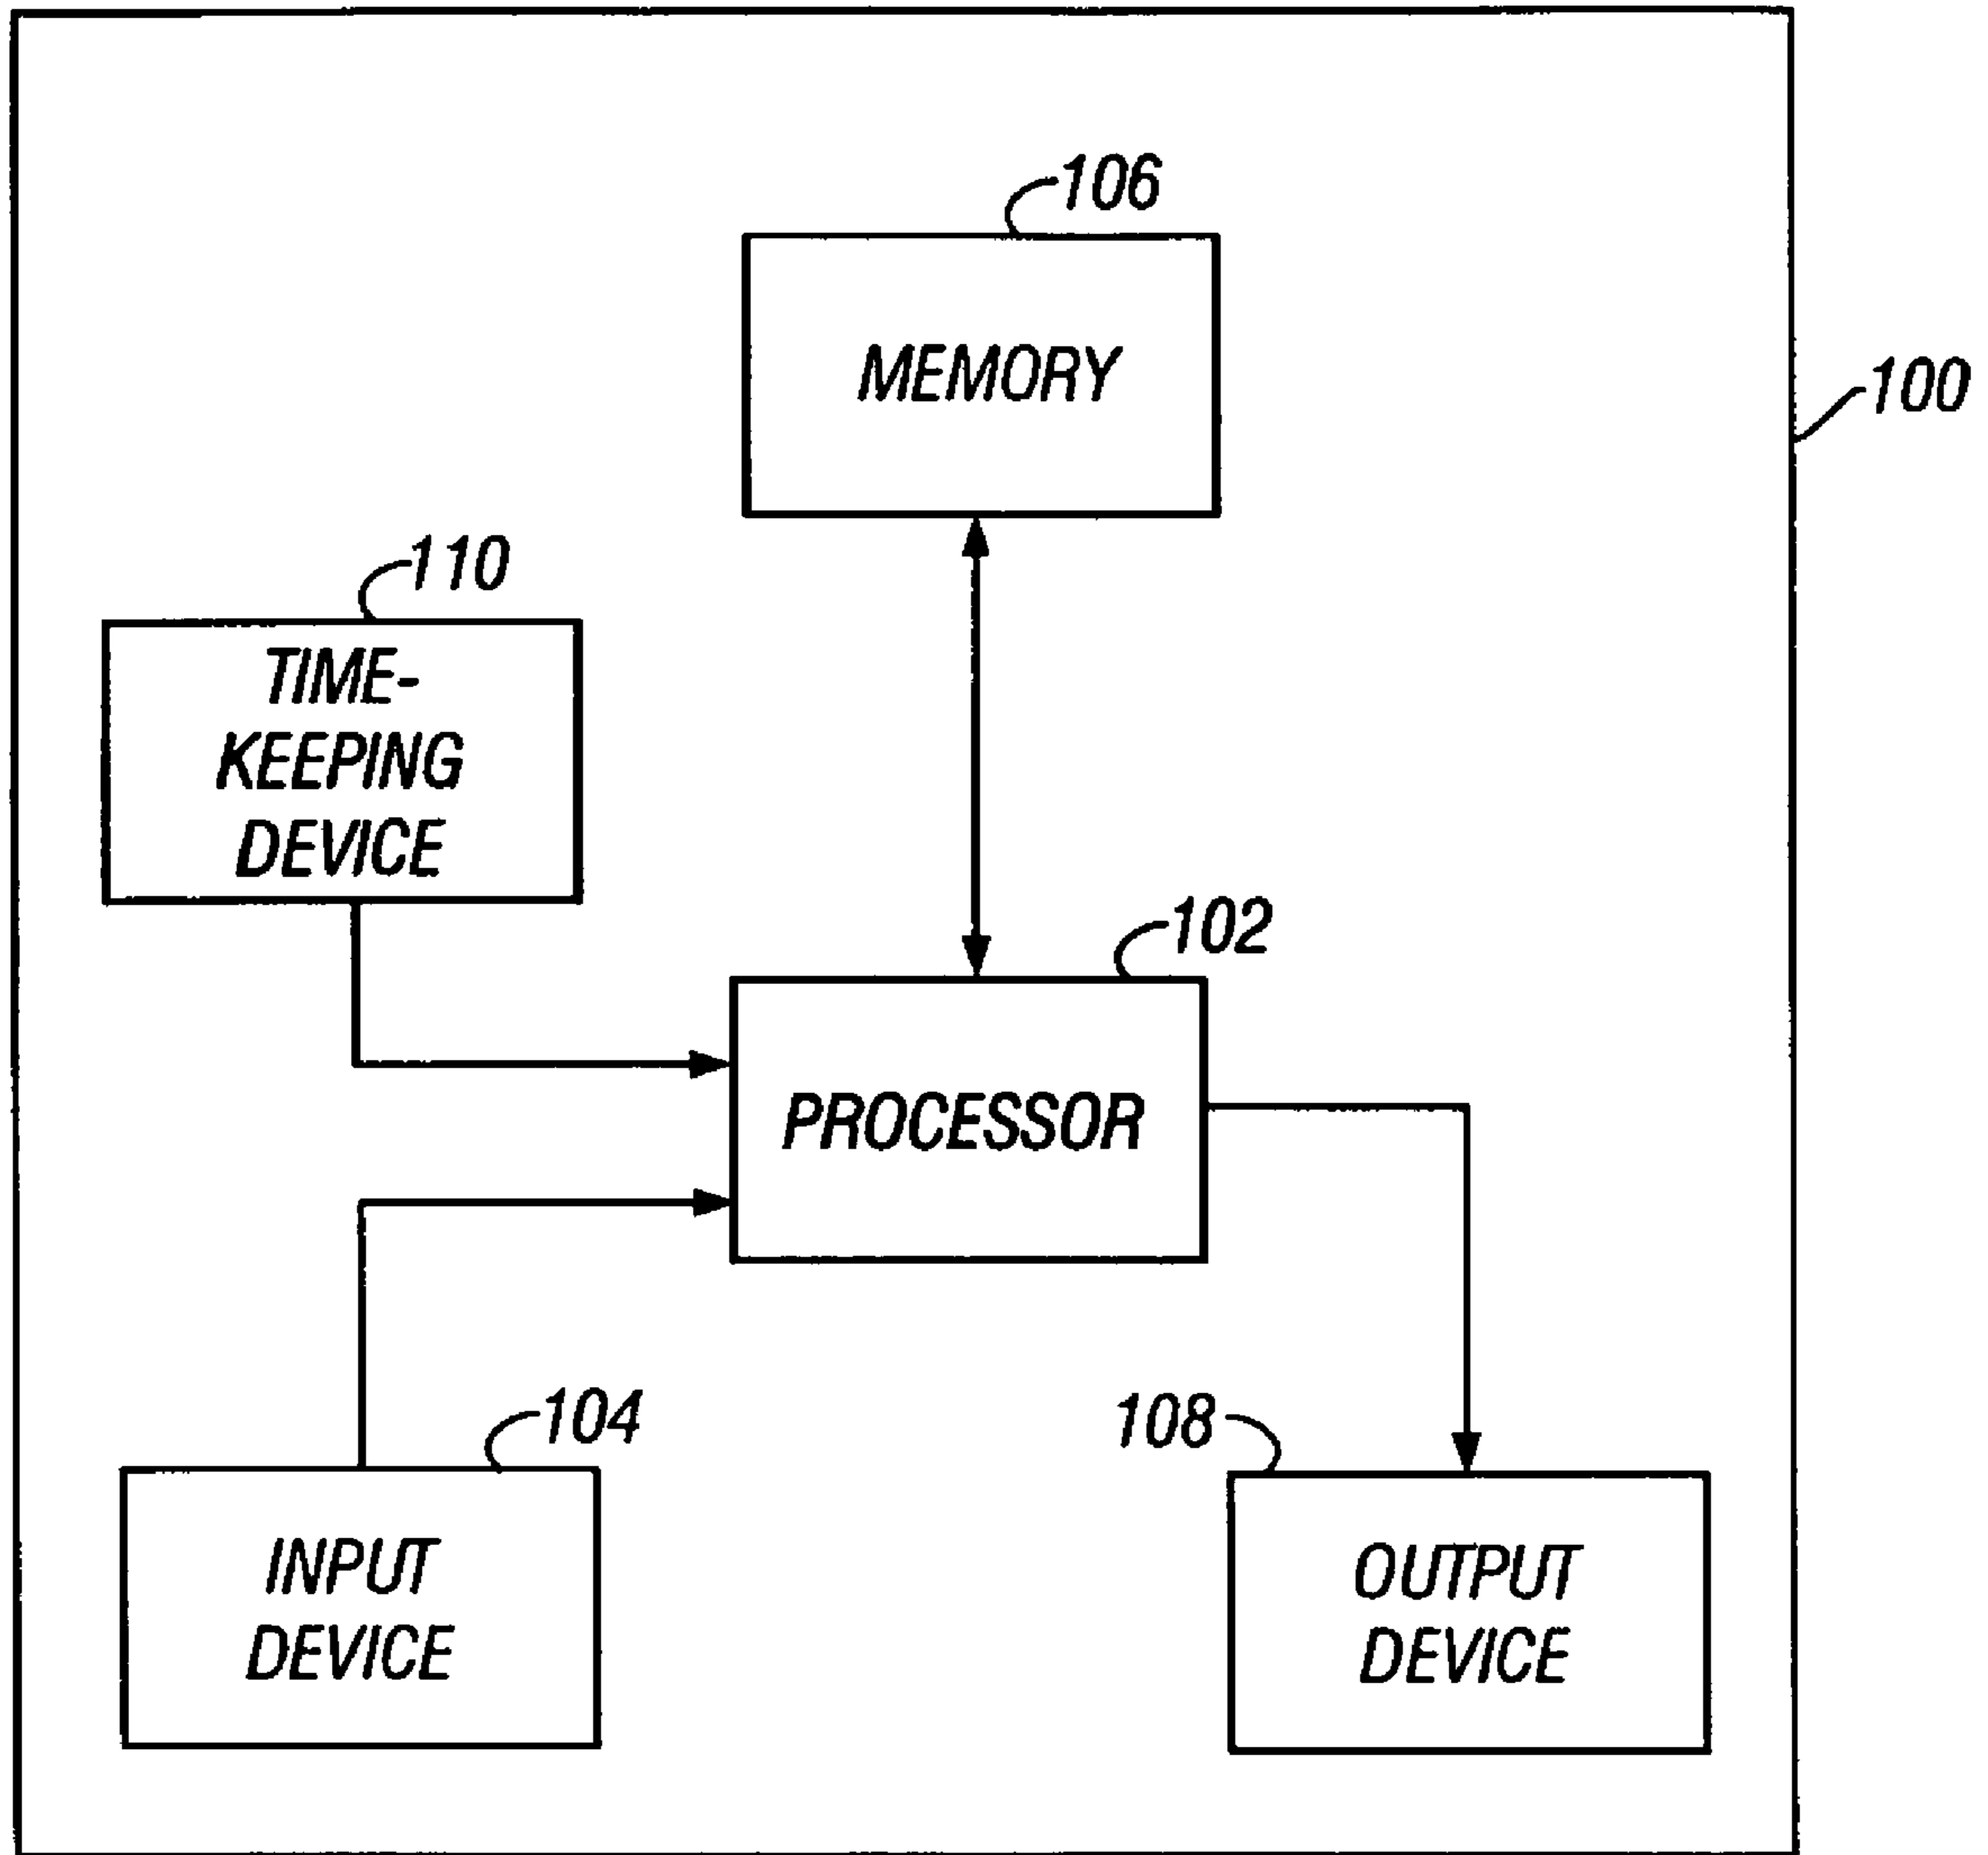 106
MEMORY
100
110
TIME-
KEEPING
DEVICE
102
PROCESSOR
104
INPUT
DEVICE
108
OUTPUT
DEVICE